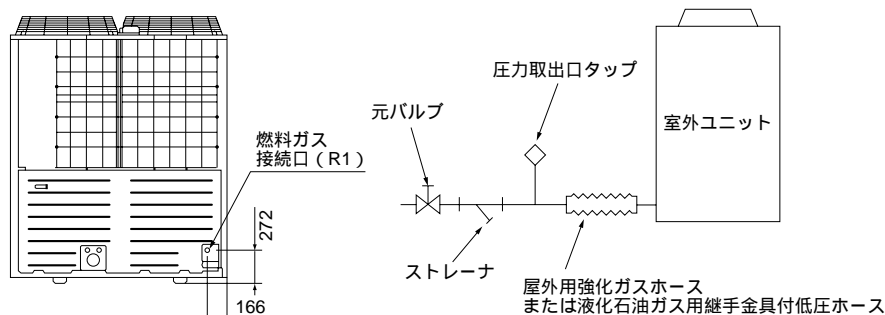 燃料ガス
接続口（R1）
272
166
元バルブ
圧力取出口タップ
室外ユニット
ストレーナ
屋外用強化ガスホース
または液化石油ガス用継手金具付低圧ホース